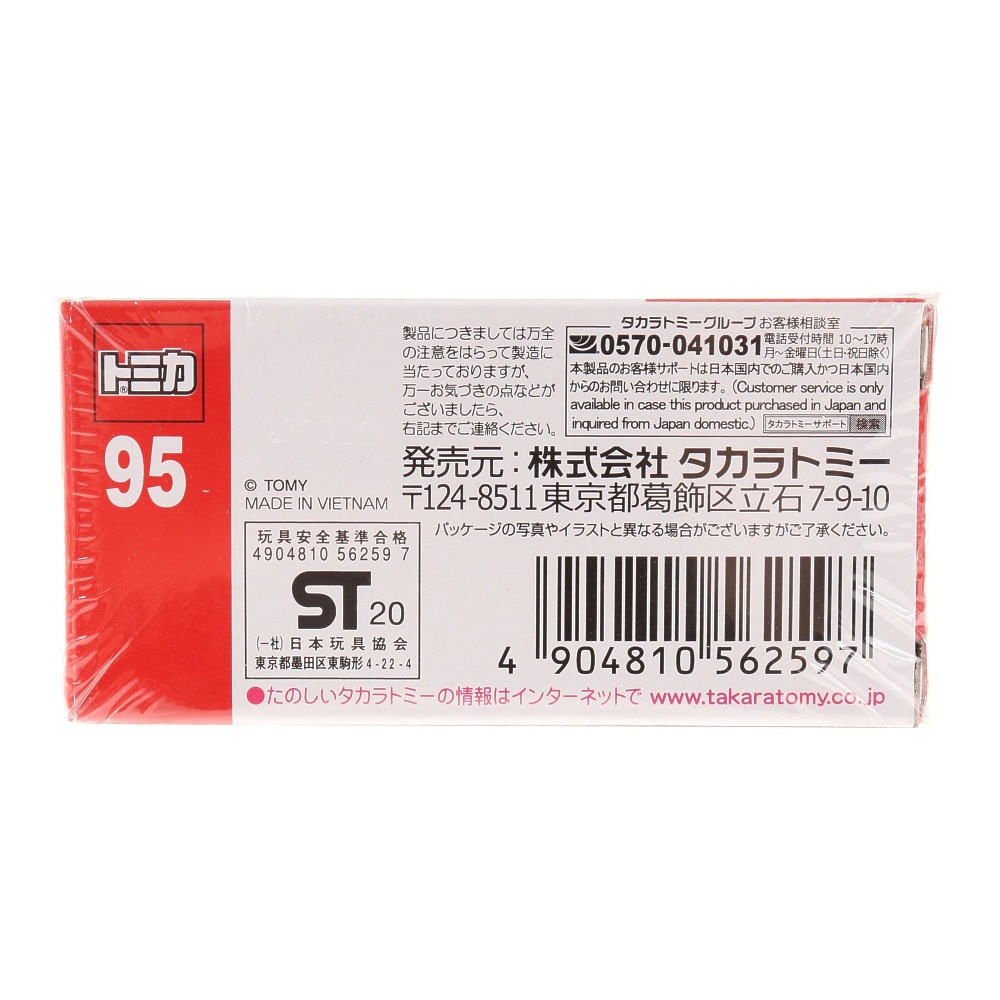 トミカ®
95
製品につきましては万全
の注意をはらって製造に
当たっておりますが、
万一お気づきの点などが
ございましたら、
右記までご連絡ください。
タカラトミーグループ お客様相談室
0570-041031 電話受付時間 10〜17時
月〜金曜日(土日・祝日除く)
本製品のお客様サポートは日本国内でのご購入かつ日本国内
からのお問い合わせに限ります。(Customer service is only
available in case this product purchased in Japan and
inquired from Japan domestic.) タカラトミーサポート 検索
発売元：株式会社 タカラトミー
〒124-8511東京都葛飾区立石7-9-10
© TOMY
MADE IN VIETNAM
パッケージの写真やイラストと異なる場合がございますがご了承ください。
玩具安全基準合格
4904810 56259 7
ST 20
(一社)日本玩具協会
東京都墨田区東駒形4-22-4
4 904810 562597
●たのしいタカラトミーの情報はインターネットで www.takaratomy.co.jp